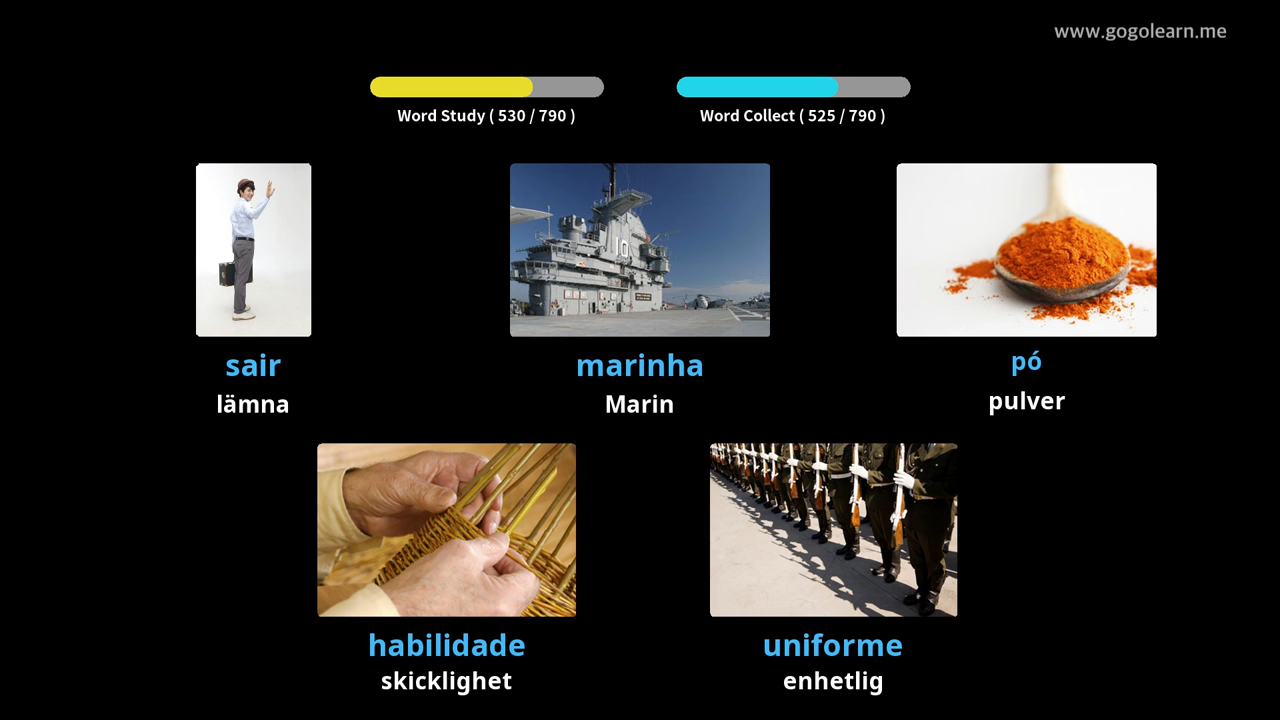 www.gogolearn.me
Word Study ( 530 / 790 )
Word Collect ( 525 / 790 )
sair
lämna
marinha
Marin
pó
pulver
habilidade
skicklighet
uniforme
enhetlig